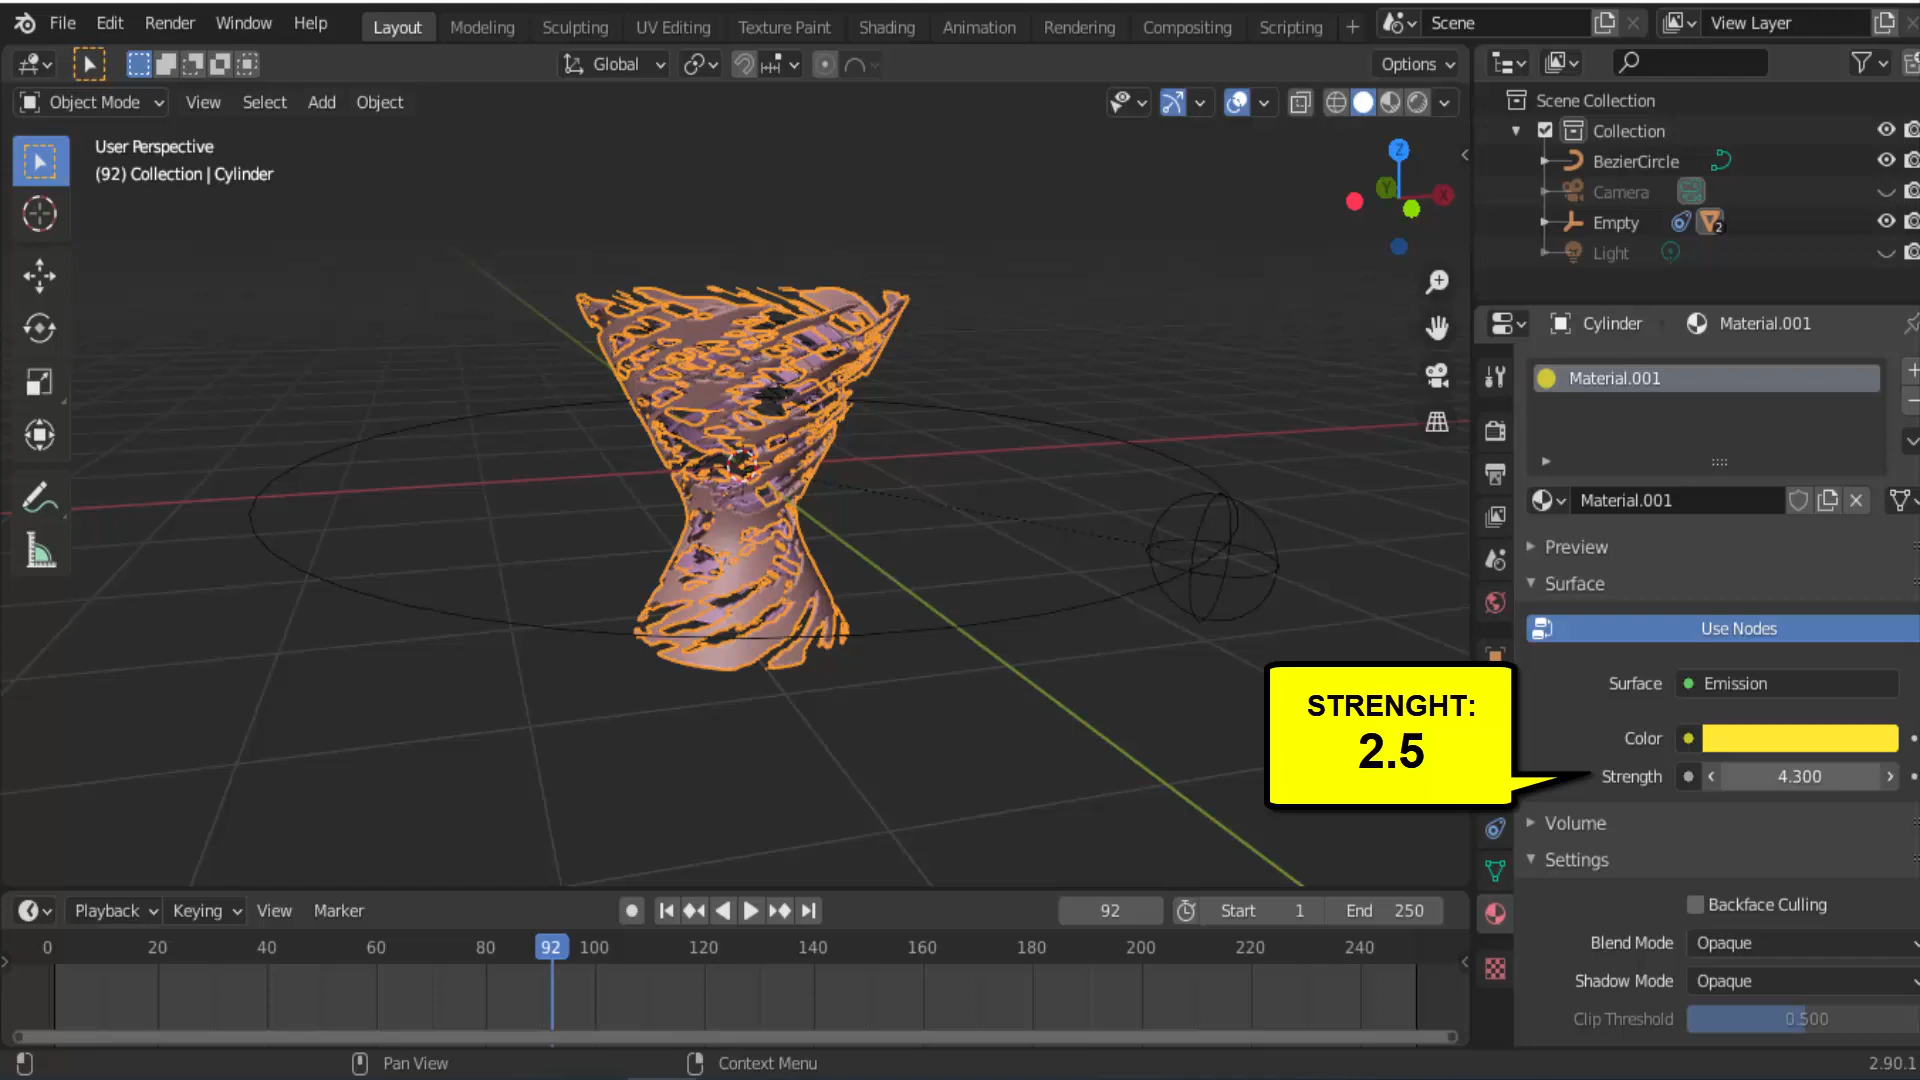 File Edit Render Window Help Layout Modeling Sculpting UV Editing Texture Paint Shading Animation Rendering Compositing Scripting + Scene View Layer
Global Options
Object Mode View Select Add Object
User Perspective
(92) Collection | Cylinder
Z
Y
X
Scene Collection
Collection
BezierCircle
Camera
Empty 2
Light
Cylinder Material.001
Material.001
Material.001
Preview
Surface
Use Nodes
Surface Emission
Color
Strength 4.300
STRENGHT:
2.5
Volume
Settings
Backface Culling
Blend Mode Opaque
Shadow Mode Opaque
Clip Threshold 0.500
Playback Keying View Marker 92 Start 1 End 250
0 20 40 60 80 92 100 120 140 160 180 200 220 240
Pan View Context Menu 2.90.1